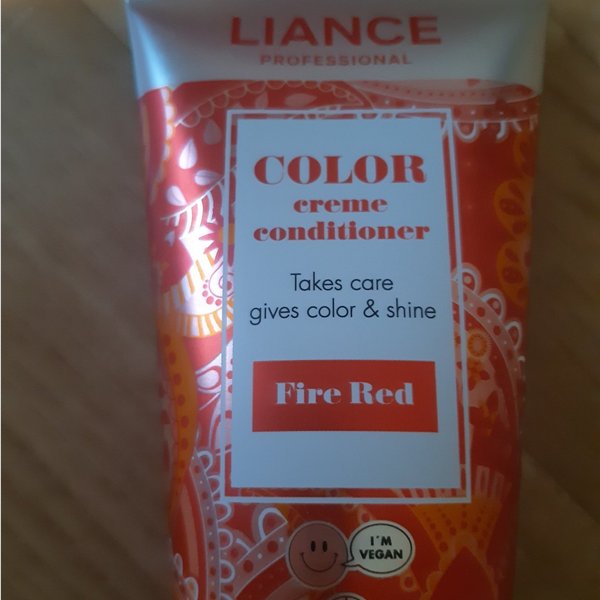 LIANCE
PROFESSIONAL
COLOR
creme
conditioner
Takes care
gives color & shine
Fire Red
I'M
VEGAN